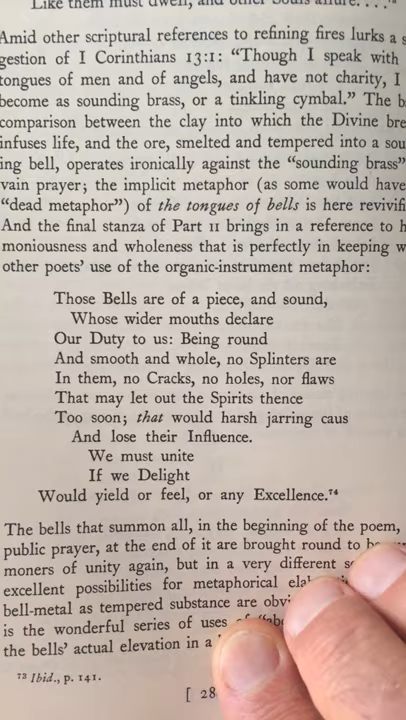 Like them must dwell, and other Souls allure. . . .
Amid other scriptural references to refining fires lurks a s
gestion of I Corinthians 13:1: “Though I speak with
tongues of men and of angels, and have not charity, I
become as sounding brass, or a tinkling cymbal.” The b
comparison between the clay into which the Divine bre
infuses life, and the ore, smelted and tempered into a sou
ing bell, operates ironically against the “sounding brass”
vain prayer; the implicit metaphor (as some would have
“dead metaphor”) of the tongues of bells is here revivifi
And the final stanza of Part II brings in a reference to h
moniousness and wholeness that is perfectly in keeping w
other poets’ use of the organic-instrument metaphor:
Those Bells are of a piece, and sound,
Whose wider mouths declare
Our Duty to us: Being round
And smooth and whole, no Splinters are
In them, no Cracks, no holes, nor flaws
That may let out the Spirits thence
Too soon; that would harsh jarring caus
And lose their Influence.
We must unite
If we Delight
Would yield or feel, or any Excellence.74
The bells that summon all, in the beginning of the poem,
public prayer, at the end of it are brought round to
moners of unity again, but in a very different s
excellent possibilities for metaphorical
bell-metal as tempered substance are obvi
is the wonderful series of uses
the bells’ actual elevation in a
73 Ibid., p. 141.
[ 28